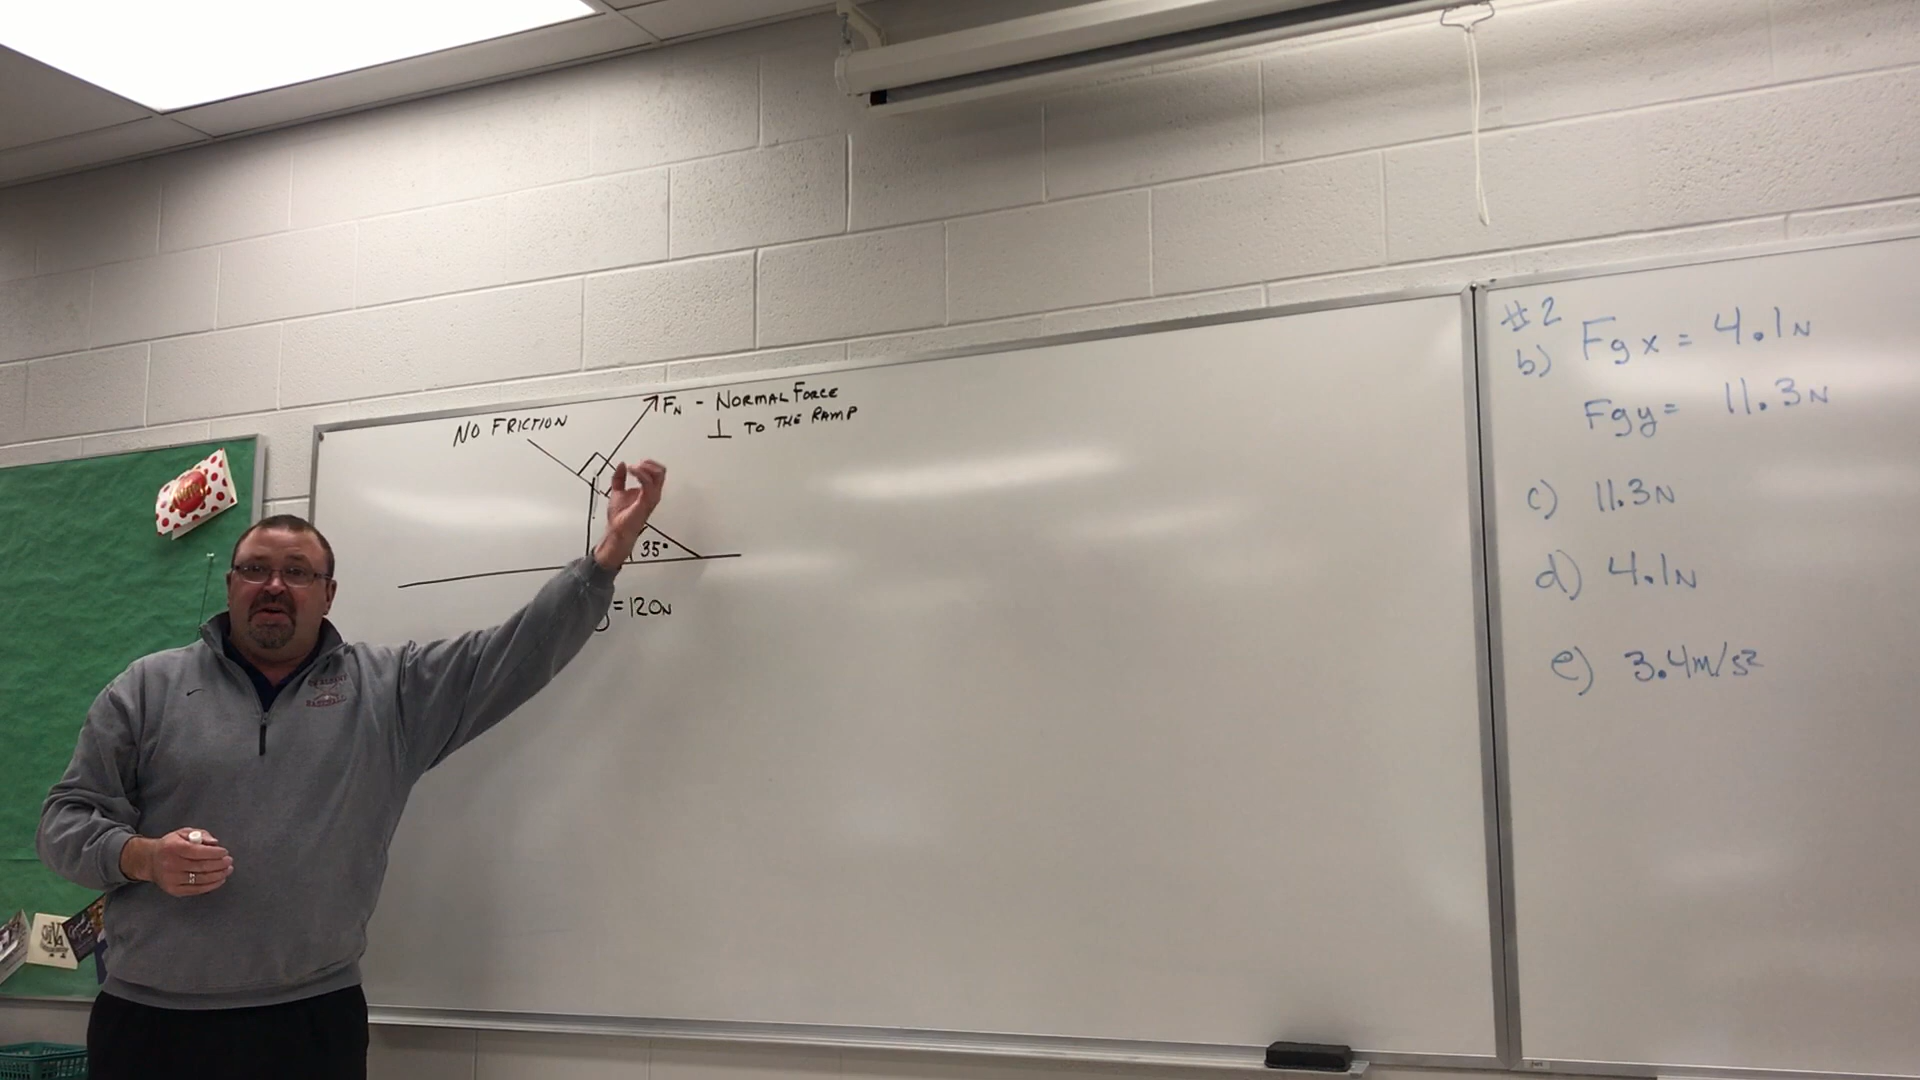 NO FRICTION
FN - NORMAL FORCE
⊥ TO THE RAMP
35°
=120N
#2
b) Fgx = 4.1N
Fgy = 11.3N
c) 11.3N
d) 4.1N
e) 3.4m/s²